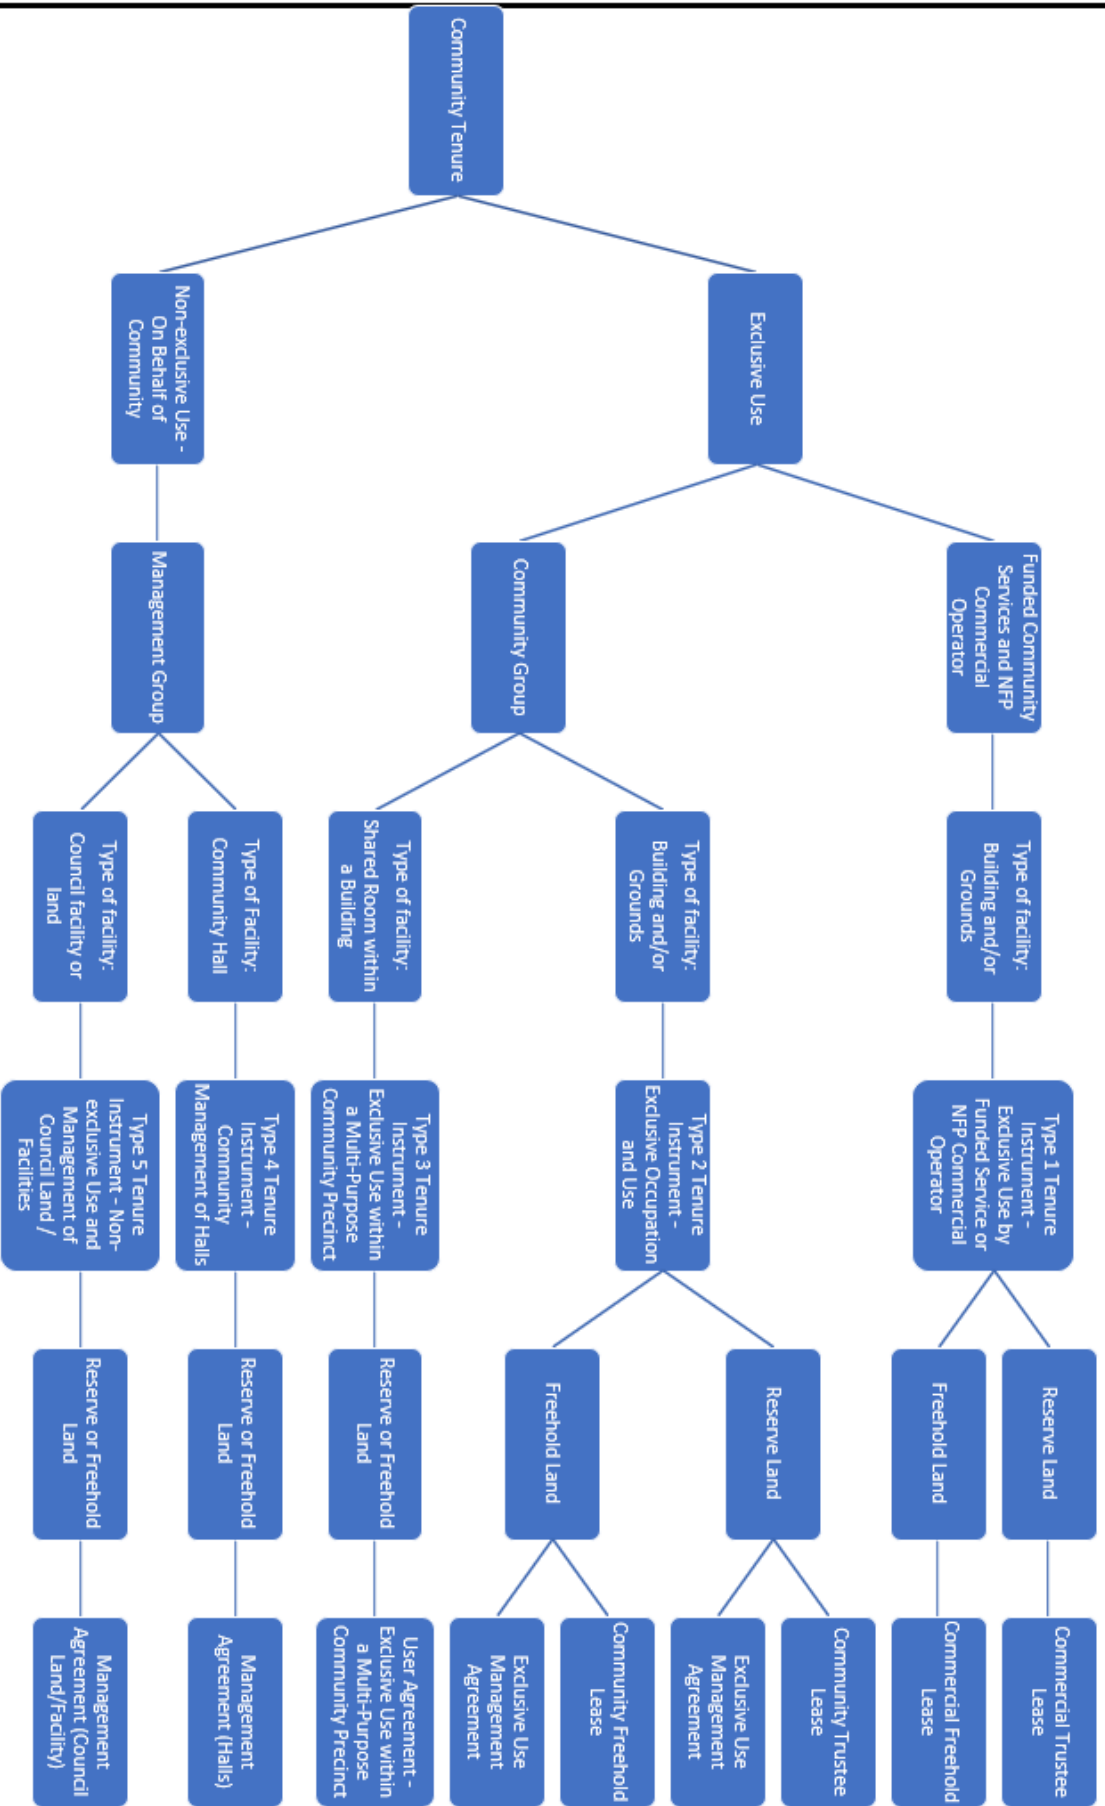 Community Tenure
Exclusive Use
Non-exclusive Use -
On Behalf of
Community
Funded Community
Services and NFP
Commercial
Operator
Community Group
Management Group
Type of facility:
Building and/or
Grounds
Type of facility:
Building and/or
Grounds
Type of facility:
Shared Room within
a Building
Type of Facility:
Community Hall
Type of facility:
Council facility or
land
Type 1 Tenure
Instrument -
Exclusive Use by
Funded Service or
NFP Commercial
Operator
Type 2 Tenure
Instrument -
Exclusive Occupation
and Use
Type 3 Tenure
Instrument -
Exclusive Use within
a Multi-Purpose
Community Precinct
Type 4 Tenure
Instrument -
Community
Management of Halls
Type 5 Tenure
Instrument - Non-
exclusive Use and
Management of
Council Land /
Facilities
Reserve Land
Freehold Land
Reserve Land
Freehold Land
Reserve or Freehold
Land
Reserve or Freehold
Land
Reserve or Freehold
Land
Commercial Trustee
Lease
Commercial Freehold
Lease
Community Trustee
Lease
Exclusive Use
Management
Agreement
Community Freehold
Lease
Exclusive Use
Management
Agreement
User Agreement -
Exclusive Use within
a Multi-Purpose
Community Precinct
Management
Agreement (Halls)
Management
Agreement (Council
Land/Facility)